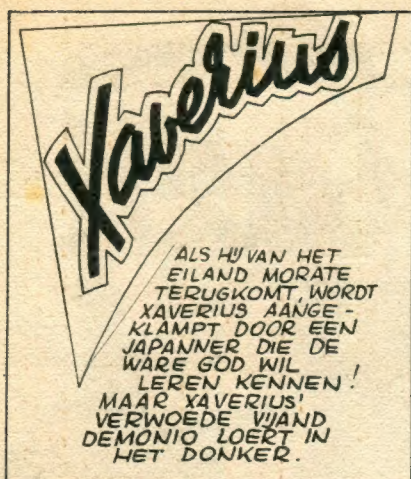 Xaverius
ALS HIJ VAN HET
EILAND MORATE
TERUGKOMT, WORDT
XAVERIUS AANGE-
KLAMPT DOOR EEN
JAPANNER DIE DE
WARE GOD WIL
LEREN KENNEN!
MAAR XAVERIUS'
VERWOEDE VIJAND
DEMONIO LOERT IN
HET DONKER.